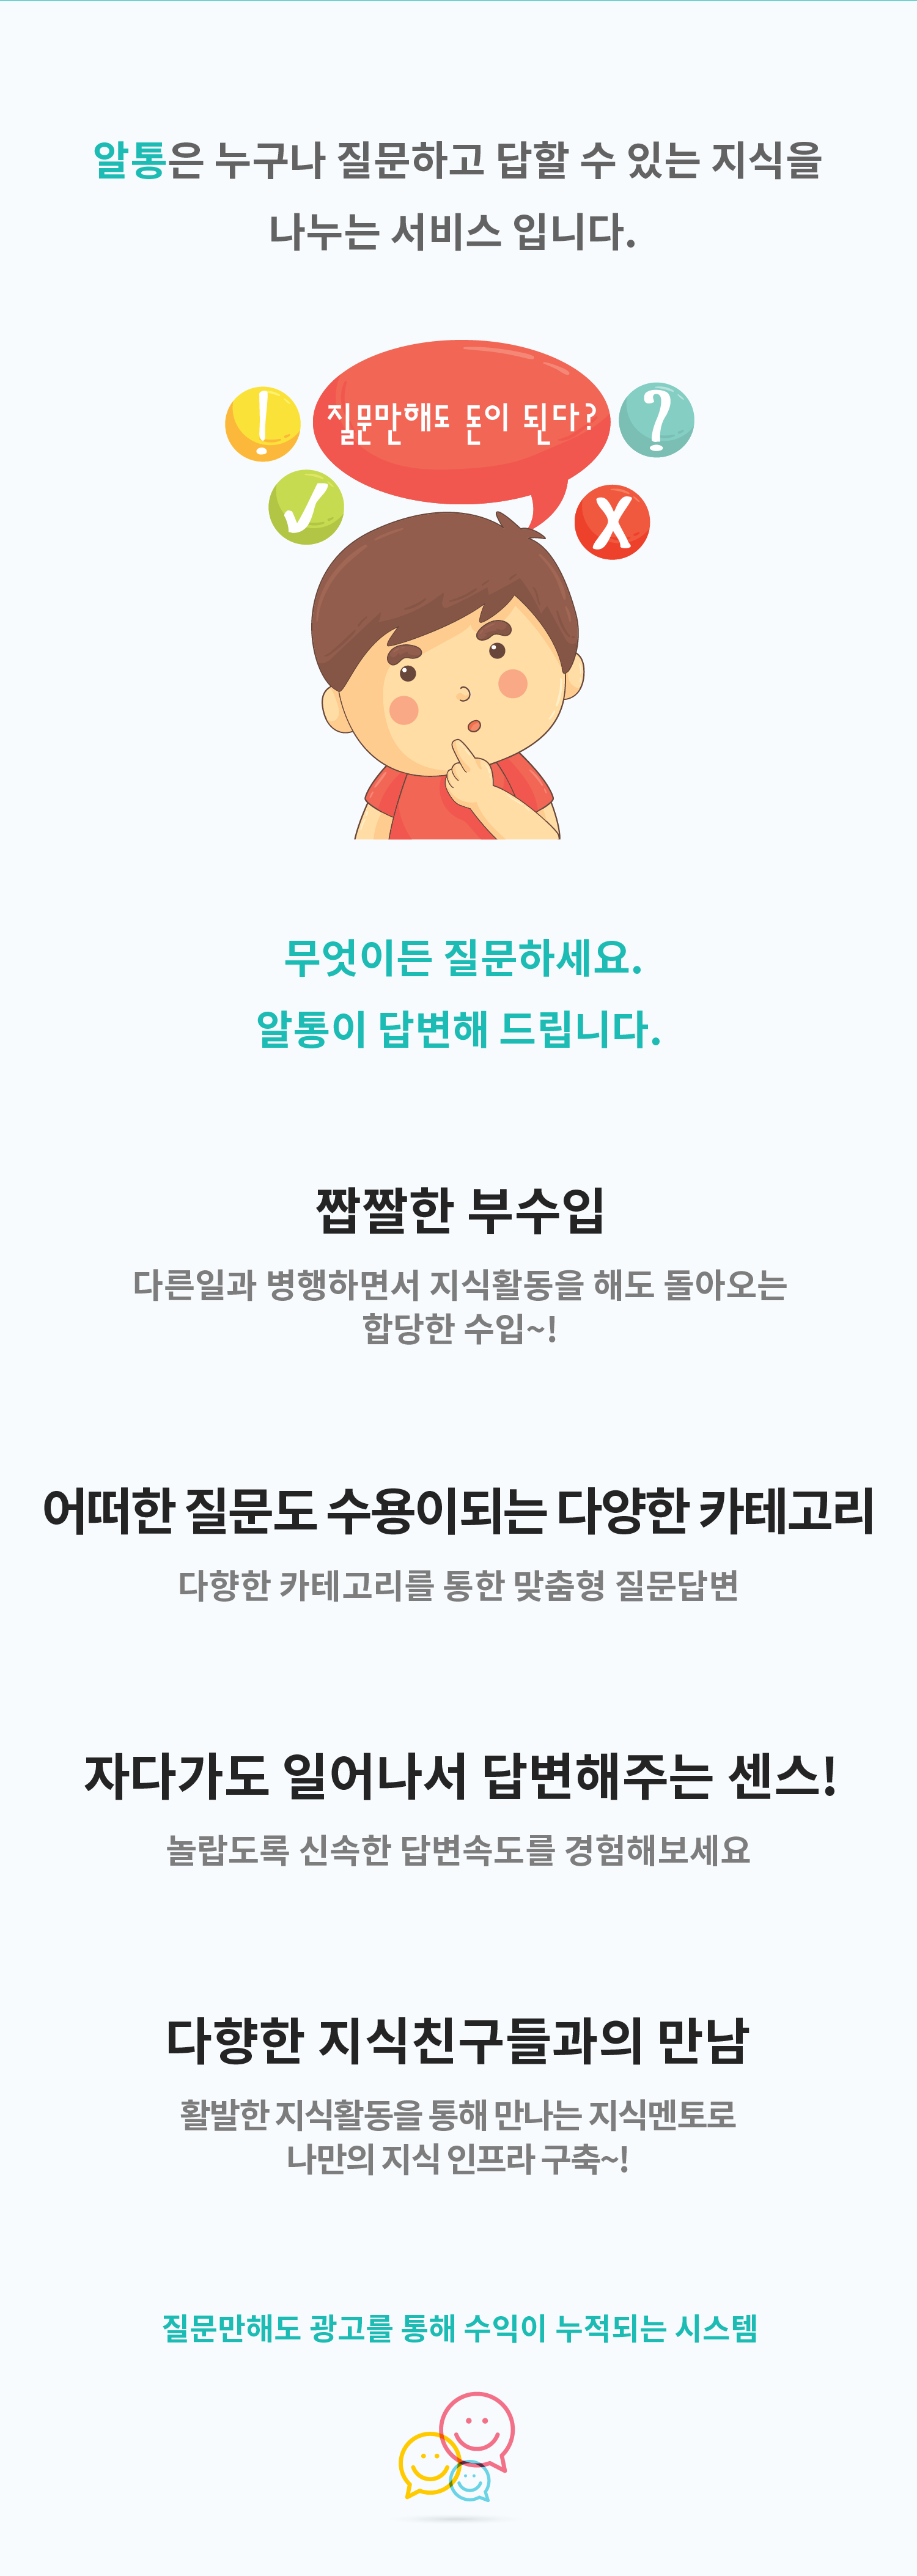 알통은 누구나 질문하고 답할 수 있는 지식을
나누는 서비스 입니다.
!
질문만해도 돈이 된다?
?
X
무엇이든 질문하세요.
알통이 답변해 드립니다.
짭짤한 부수입
다른일과 병행하면서 지식활동을 해도 돌아오는
합당한 수입~!
어떠한 질문도 수용이되는 다양한 카테고리
다향한 카테고리를 통한 맞춤형 질문답변
자다가도 일어나서 답변해주는 센스!
놀랍도록 신속한 답변속도를 경험해보세요
다향한 지식친구들과의 만남
활발한 지식활동을 통해 만나는 지식멘토로
나만의 지식 인프라 구축~!
질문만해도 광고를 통해 수익이 누적되는 시스템